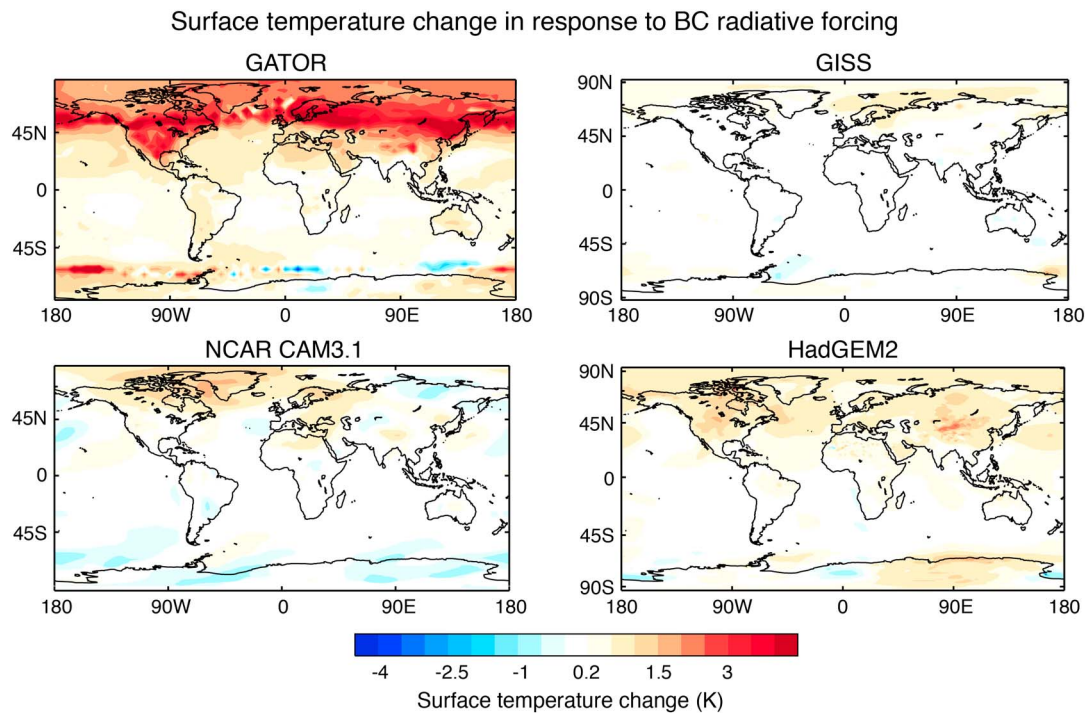 Surface temperature change in response to BC radiative forcing
GATOR
45N
0
45S
180 90W 0 90E 180
GISS
90N
45N
0
45S
90S
180 90W 0 90E 180
NCAR CAM3.1
45N
0
45S
180 90W 0 90E 180
HadGEM2
90N
45N
0
45S
90S
180 90W 0 90E 180
-4 -2.5 -1 0.2 1.5 3
Surface temperature change (K)